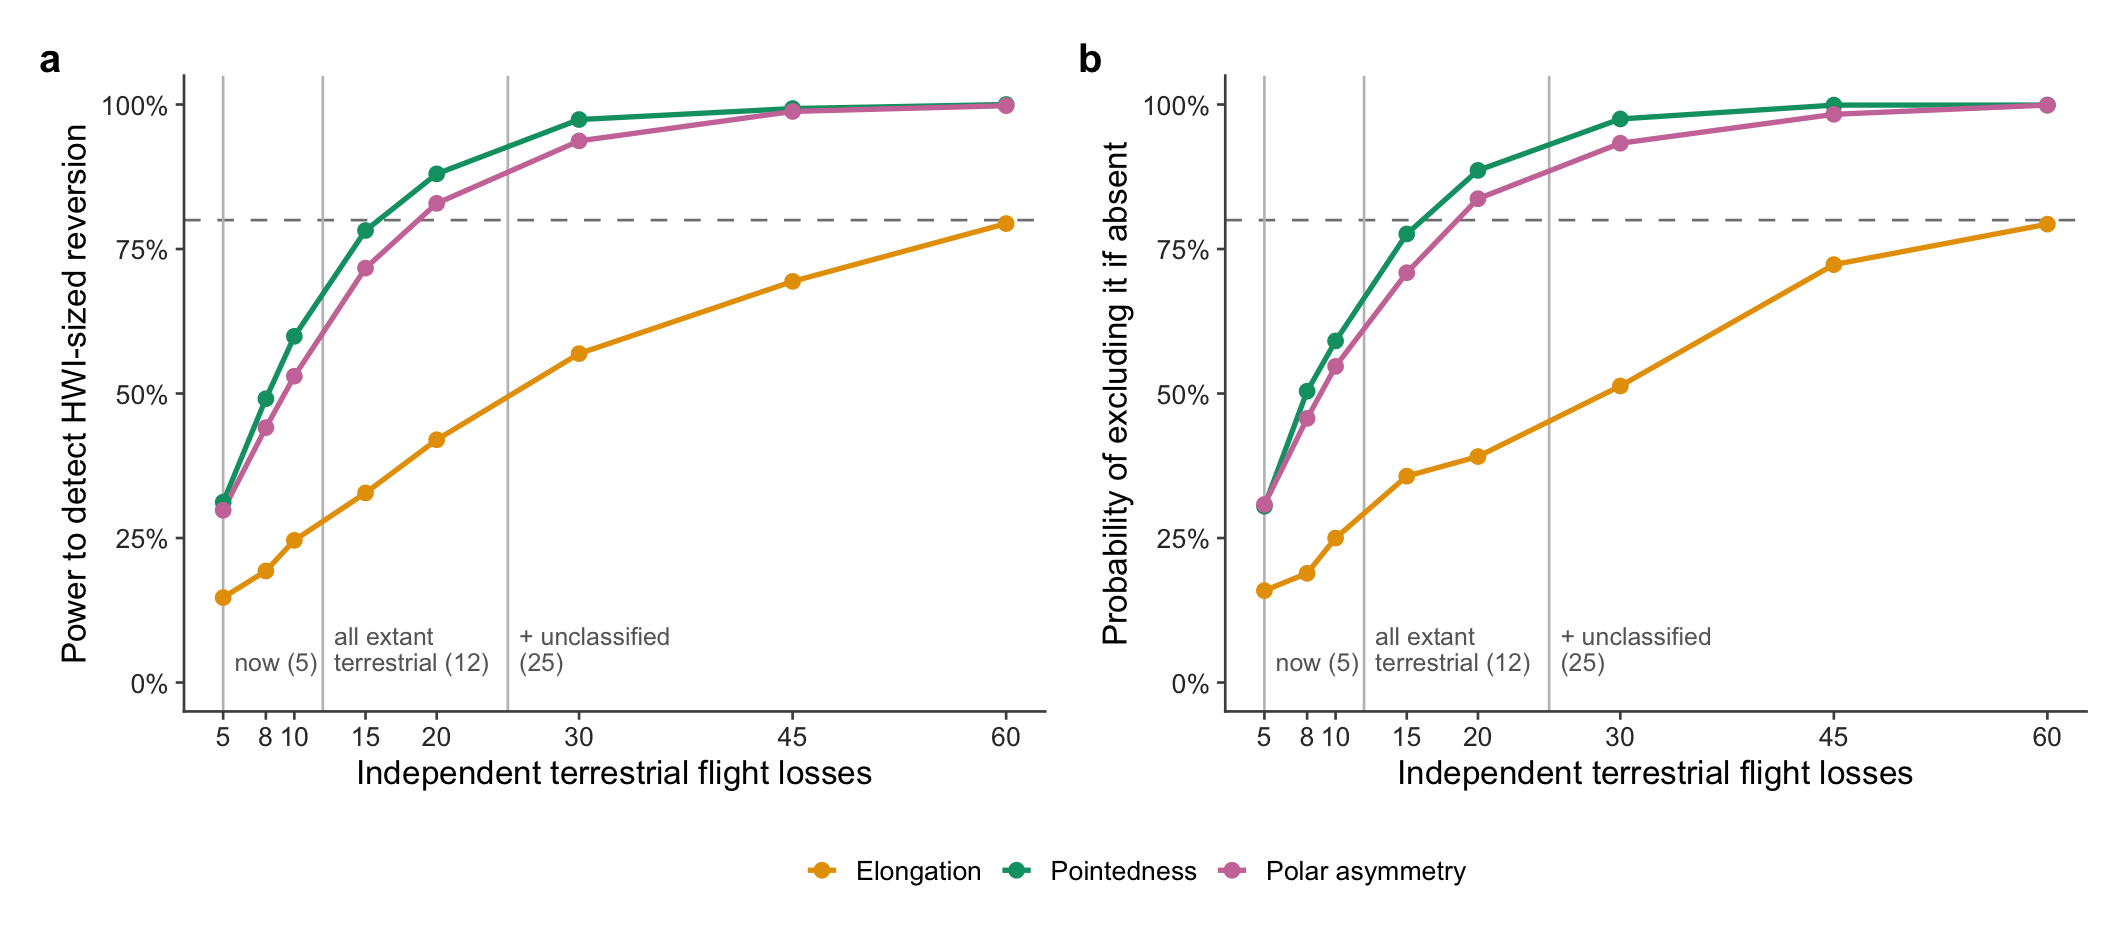 a
Power to detect HWI-sized reversion
100%
75%
50%
25%
0%
now (5)
all extant
terrestrial (12)
+ unclassified
(25)
5 8 10 15 20 30 45 60
Independent terrestrial flight losses
b
Probability of excluding it if absent
100%
75%
50%
25%
0%
now (5)
all extant
terrestrial (12)
+ unclassified
(25)
5 8 10 15 20 30 45 60
Independent terrestrial flight losses
Elongation Pointedness Polar asymmetry